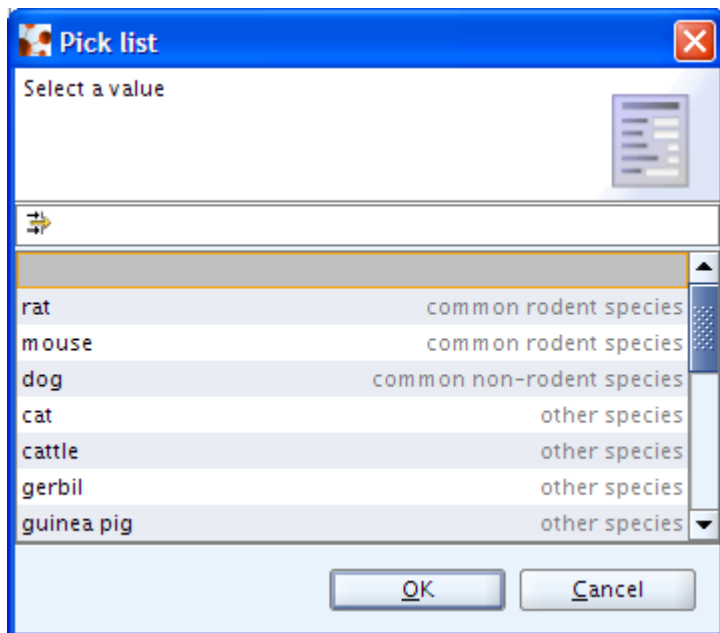 Pick list
Select a value
rat common rodent species
mouse common rodent species
dog common non-rodent species
cat other species
cattle other species
gerbil other species
guinea pig other species
OK Cancel